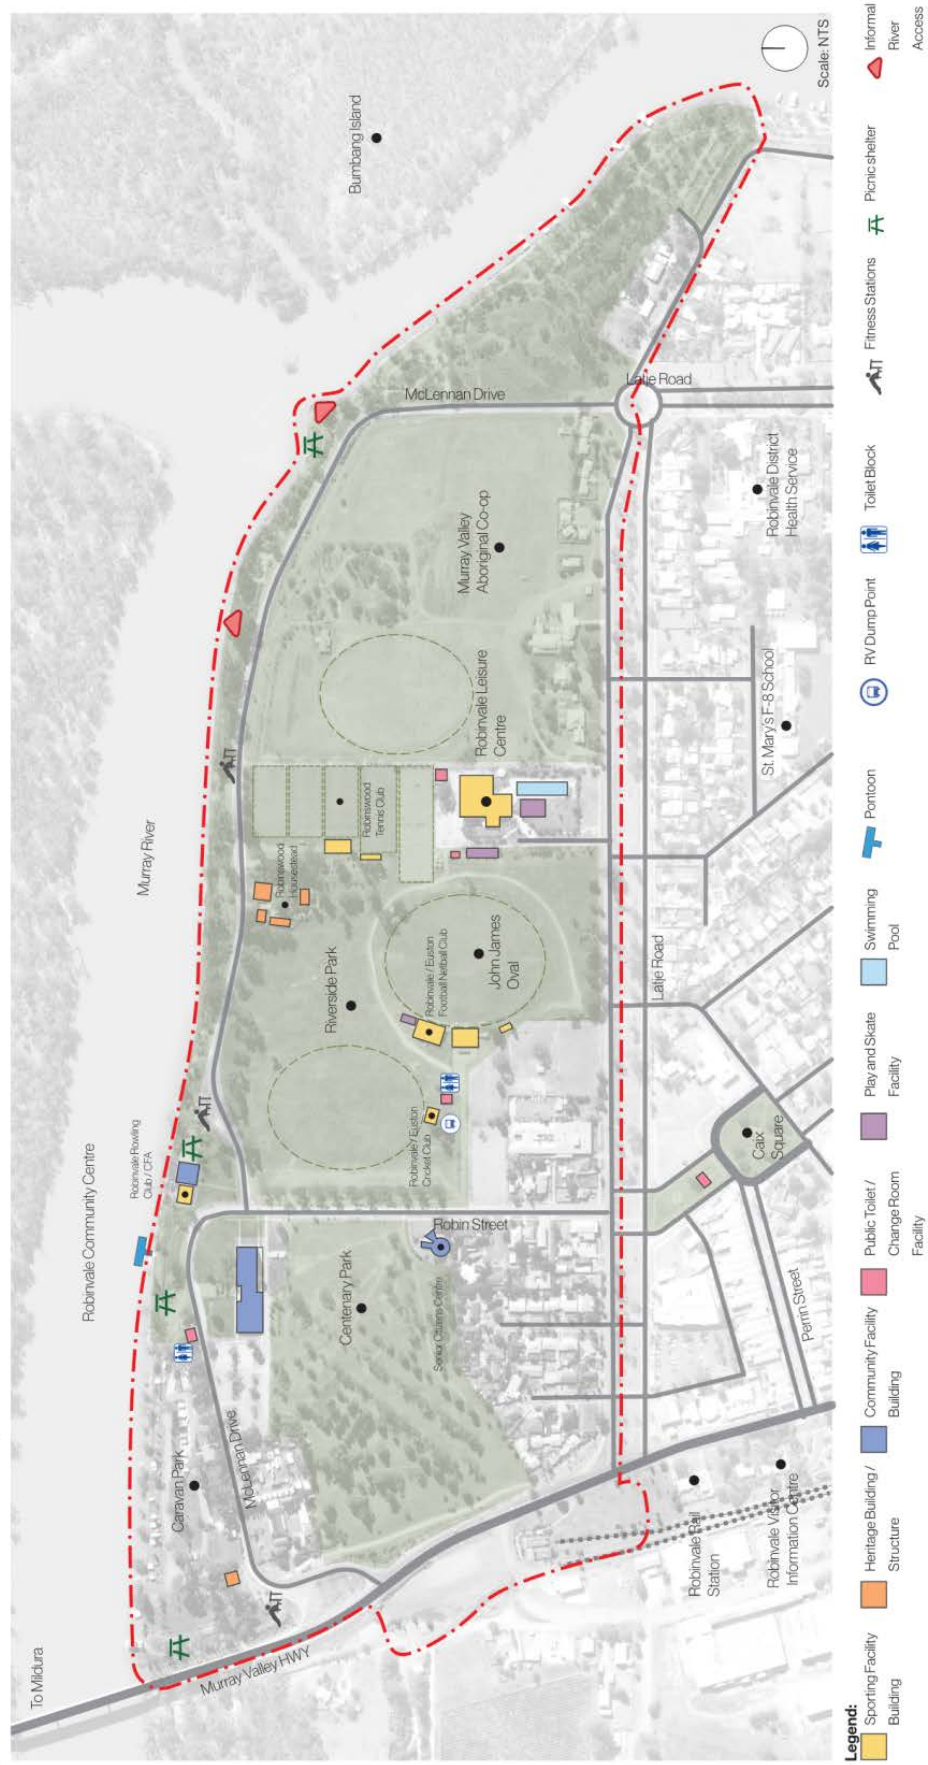 To Mildura
Murray Valley HWY
Caravan Park
McLennan Drive
Robinvale Community Centre
Robinvale Rowing
Club / CFA
Murray River
Bumbang Island
Scale: NTS
Centenary Park
Senior Citizens Centre
Robin Street
Robinvale / Euston
Cricket Club
Riverside Park
Robinvale / Euston
Football Netball Club
John James
Oval
Robinswood
Homestead
Robinswood
Tennis Club
Robinvale Leisure
Centre
Murray Valley
Aboriginal Co-op
McLennan Drive
Latje Road
Robinvale Rail
Station
Robinvale Visitor
Information Centre
Perrin Street
Caix
Square
Latje Road
St. Mary's F-8 School
Robinvale District
Health Service
Legend:
Sporting Facility
Building
Heritage Building /
Structure
Community Facility
Building
Public Toilet /
Change Room
Facility
Play and Skate
Facility
Swimming
Pool
Pontoon
RV Dump Point
Toilet Block
Fitness Stations
Picnic shelter
Informal
River
Access